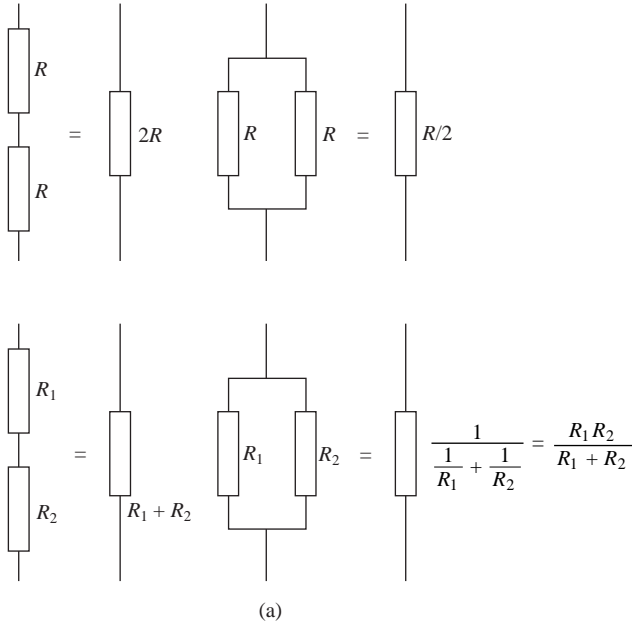 R
R
=
2R
R
R
=
R/2
R₁
R₂
=
R₁ + R₂
R₁
R₂
=
1 / (1/R₁ + 1/R₂) = R₁R₂ / (R₁ + R₂)
(a)